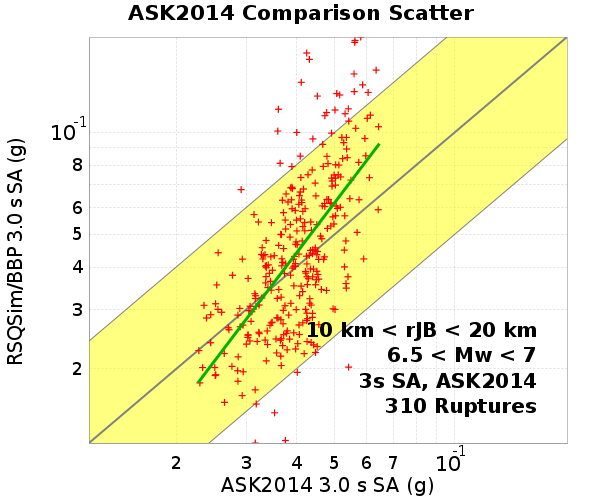 ASK2014 Comparison Scatter
RSQSim/BBP 3.0 s SA (g)
10-1
8
6
5
4
3
2
10 km < rJB < 20 km
6.5 < Mw < 7
3s SA, ASK2014
310 Ruptures
2 3 4 5 6 7 10-1
ASK2014 3.0 s SA (g)